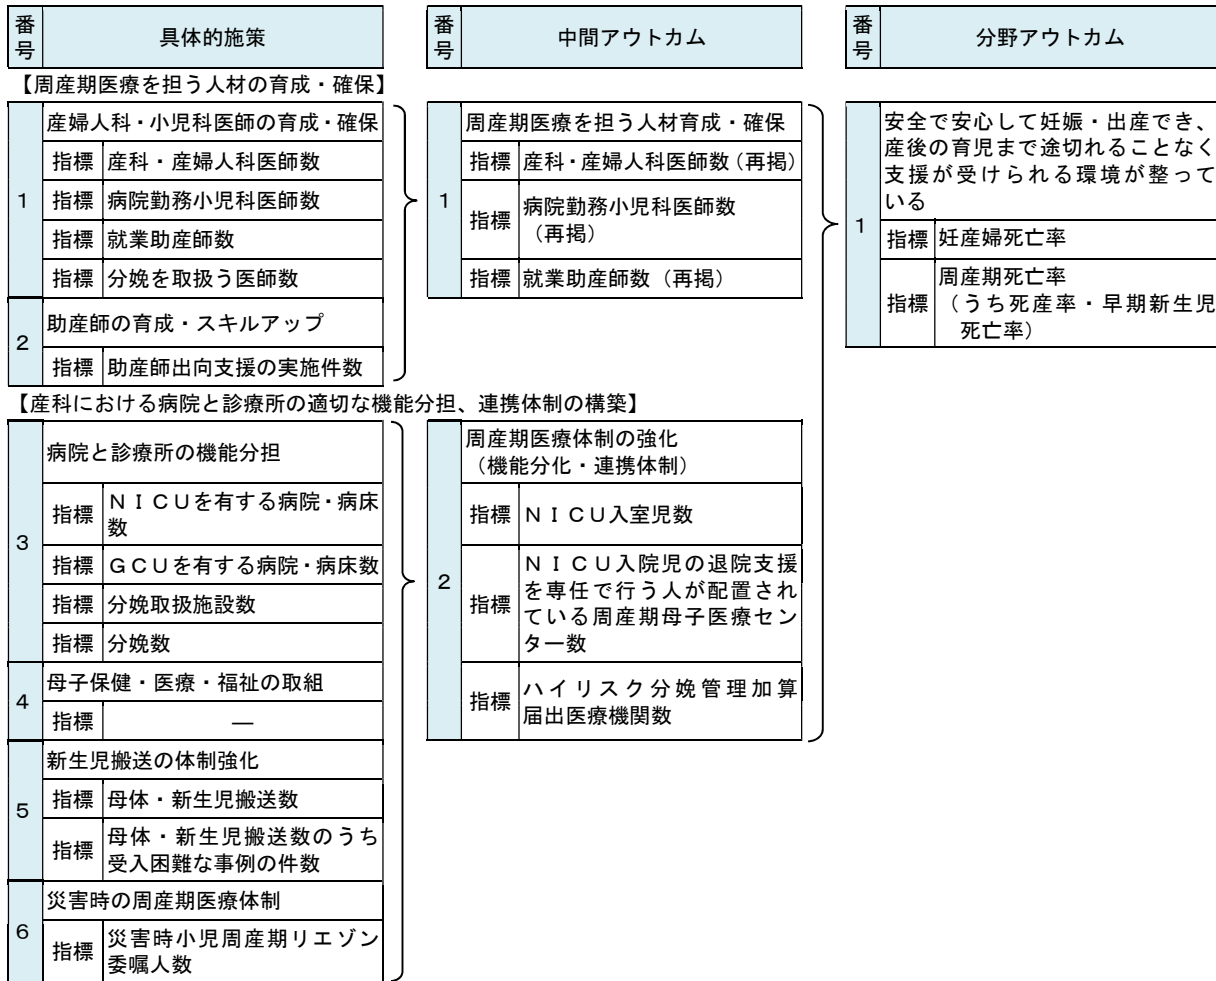 番号
具体的施策
番号
中間アウトカム
番号
分野アウトカム
【周産期医療を担う人材の育成・確保】
1
産婦人科・小児科医師の育成・確保
指標 産科・産婦人科医師数
指標 病院勤務小児科医師数
指標 就業助産師数
指標 分娩を取扱う医師数
2
助産師の育成・スキルアップ
指標 助産師出向支援の実施件数
1
周産期医療を担う人材育成・確保
指標 産科・産婦人科医師数（再掲）
指標 病院勤務小児科医師数
（再掲）
指標 就業助産師数（再掲）
1
安全で安心して妊娠・出産でき、
産後の育児まで途切れることなく
支援が受けられる環境が整って
いる
指標 妊産婦死亡率
指標 周産期死亡率
（うち死産率・早期新生児
死亡率）
【産科における病院と診療所の適切な機能分担、連携体制の構築】
3
病院と診療所の機能分担
指標 ＮＩＣＵを有する病院・病床
数
指標 ＧＣＵを有する病院・病床数
指標 分娩取扱施設数
指標 分娩数
4
母子保健・医療・福祉の取組
指標 ―
5
新生児搬送の体制強化
指標 母体・新生児搬送数
指標 母体・新生児搬送数のうち
受入困難な事例の件数
6
災害時の周産期医療体制
指標 災害時小児周産期リエゾン
委嘱人数
2
周産期医療体制の強化
（機能分化・連携体制）
指標 ＮＩＣＵ入室児数
指標 ＮＩＣＵ入院児の退院支援
を専任で行う人が配置され
ている周産期母子医療セン
ター数
指標 ハイリスク分娩管理加算
届出医療機関数